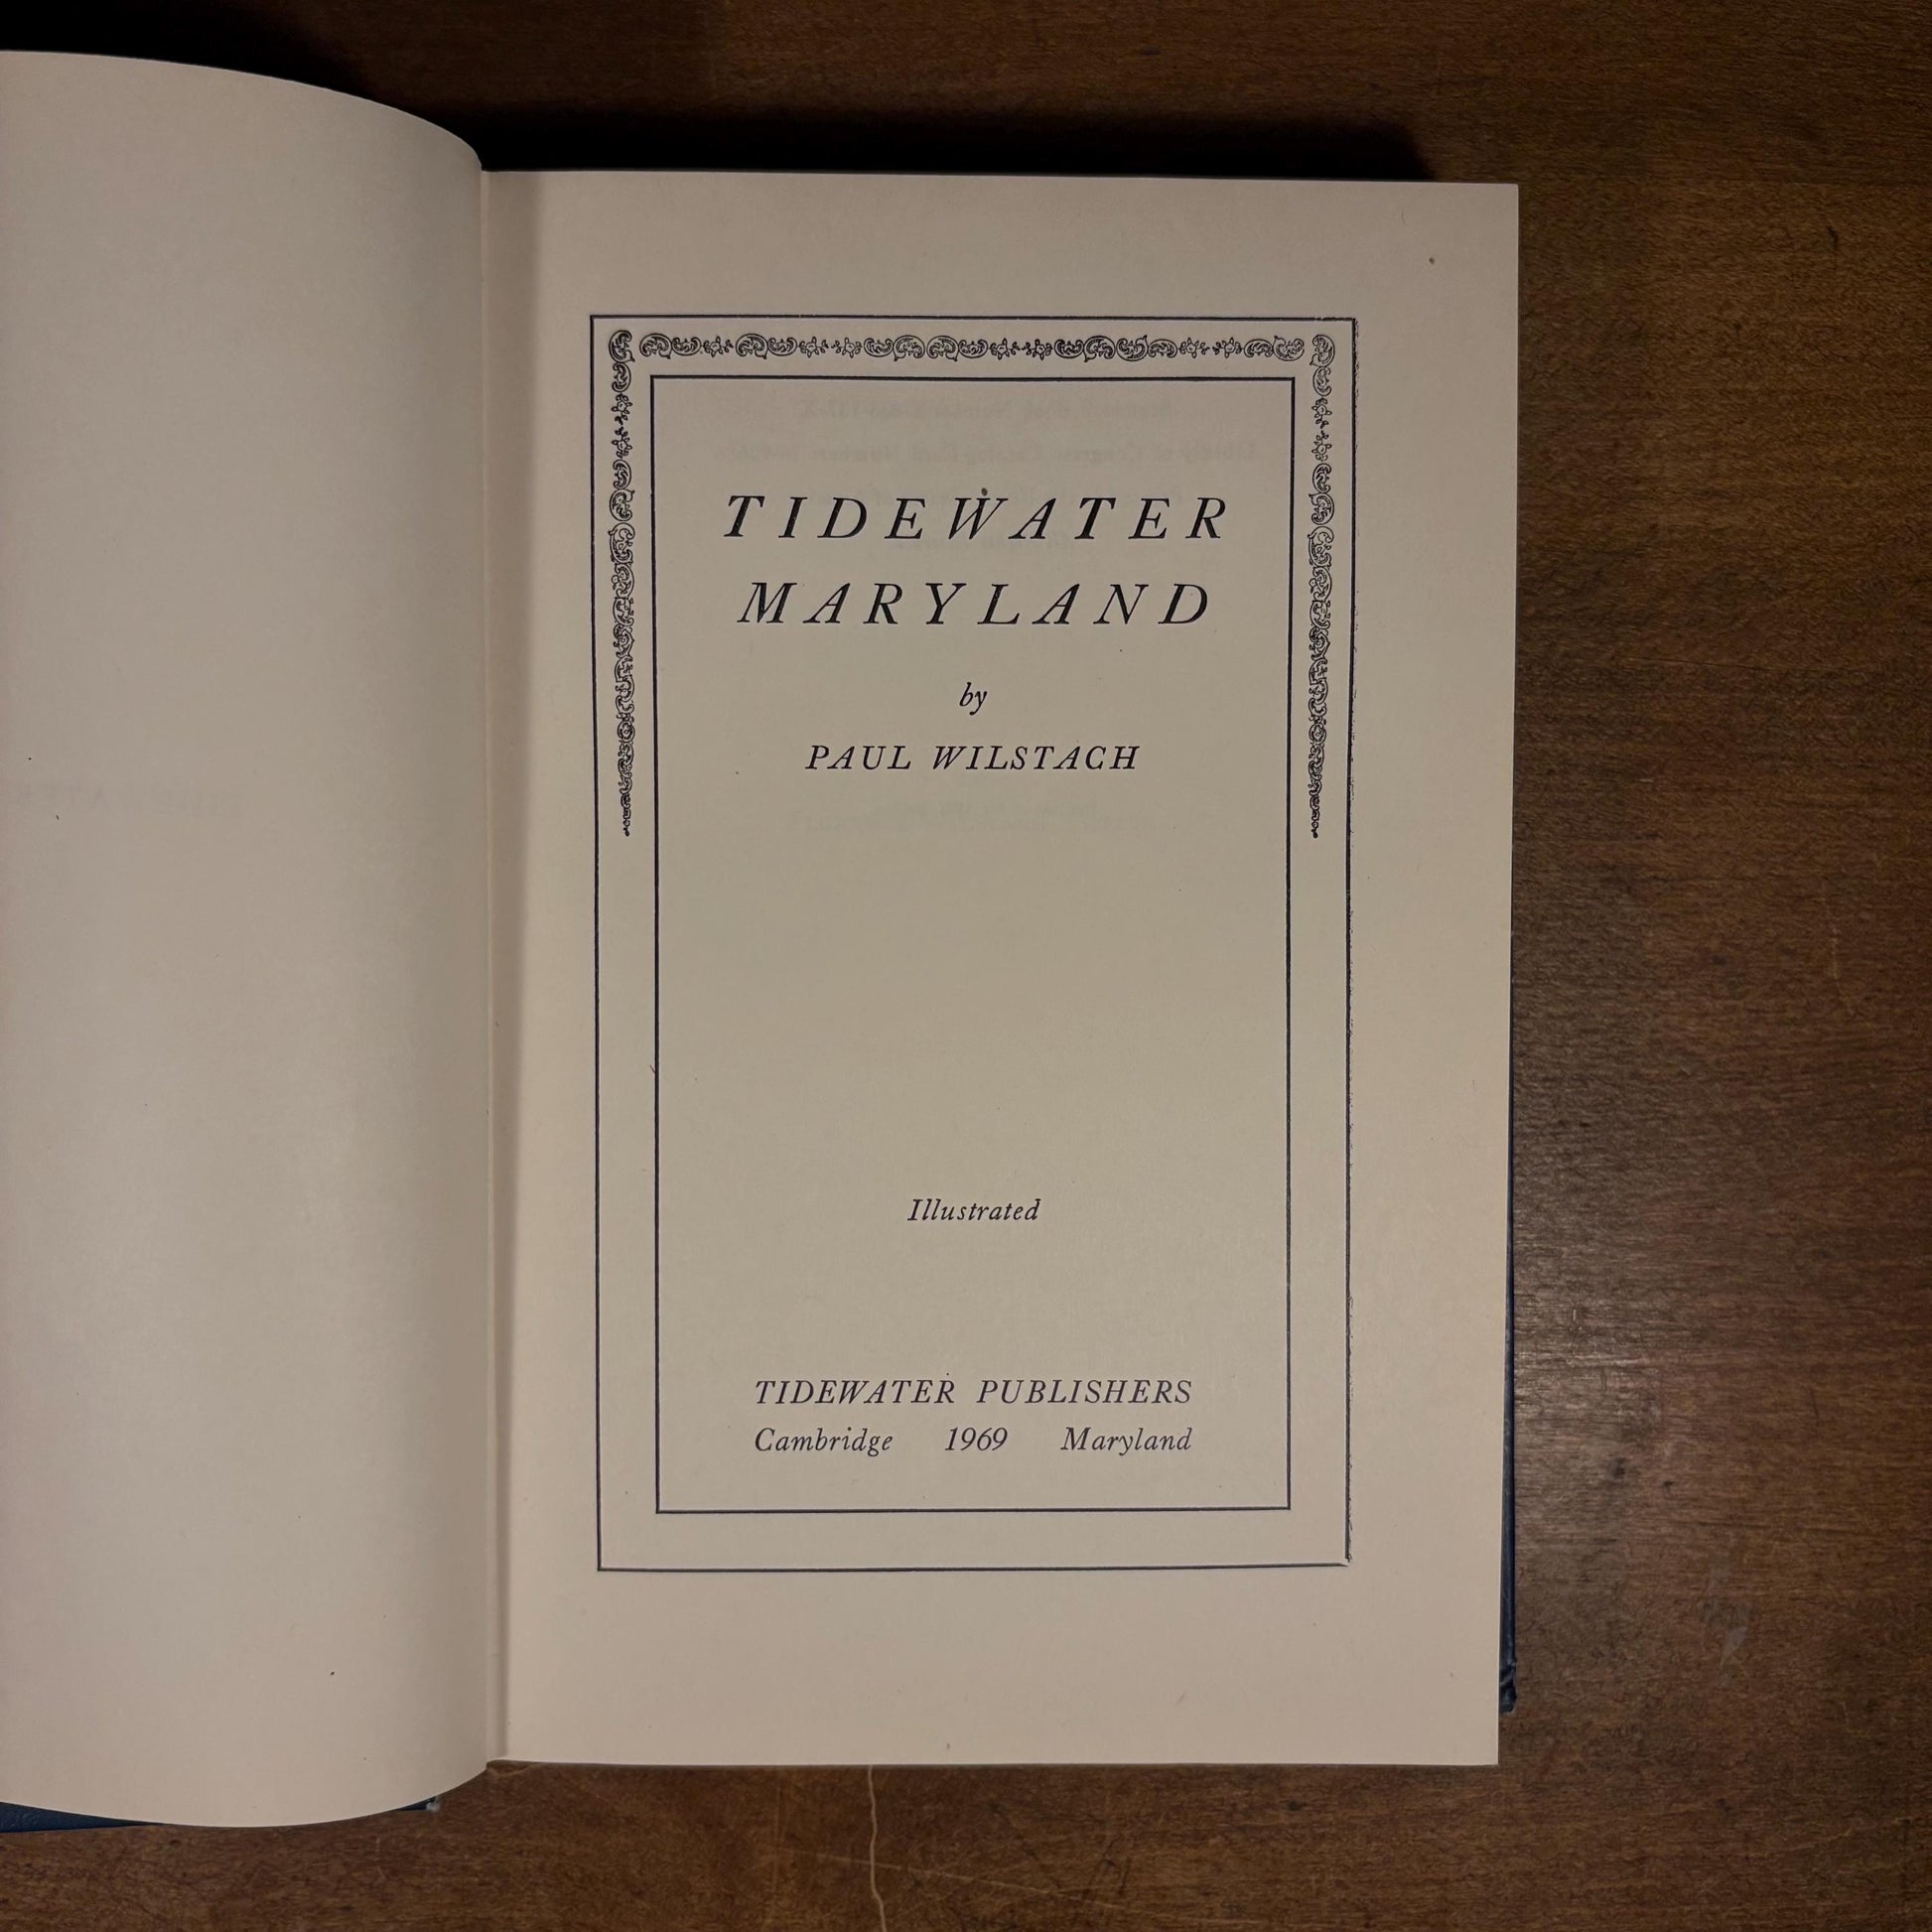 TIDEWATER
MARYLAND
by
PAUL WILSTACH
Illustrated
TIDEWATER PUBLISHERS
Cambridge 1969 Maryland